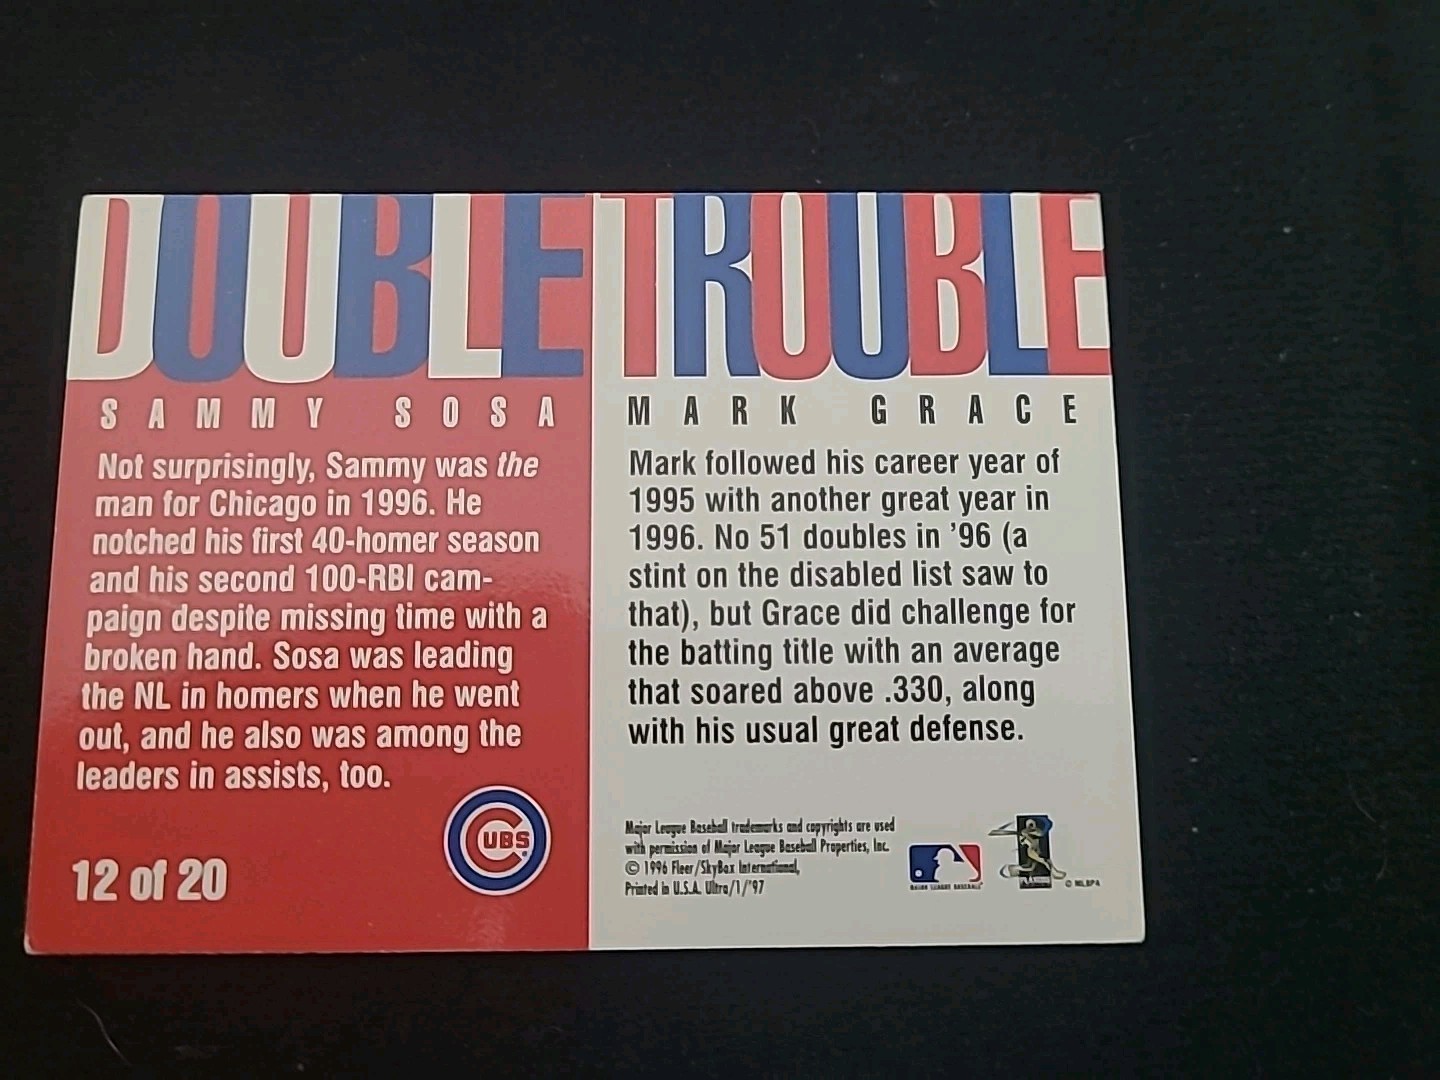 DOUBLE TROUBLE
SAMMY SOSA
Not surprisingly, Sammy was the
man for Chicago in 1996. He
notched his first 40-homer season
and his second 100-RBI cam-
paign despite missing time with a
broken hand. Sosa was leading
the NL in homers when he went
out, and he also was among the
leaders in assists, too.
12 of 20
CUBS
MARK GRACE
Mark followed his career year of
1995 with another great year in
1996. No 51 doubles in '96 (a
stint on the disabled list saw to
that), but Grace did challenge for
the batting title with an average
that soared above .330, along
with his usual great defense.
Major League Baseball trademarks and copyrights are used
with permission of Major League Baseball Properties, Inc.
© 1996 Fleer/SkyBox International,
Printed in U.S.A. Ultra/1/'97
MAJOR LEAGUE BASEBALL
© MLBPA